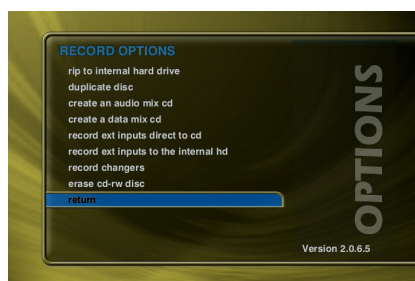 RECORD OPTIONS
rip to internal hard drive
duplicate disc
create an audio mix cd
create a data mix cd
record ext inputs direct to cd
record ext inputs to the internal hd
record changers
erase cd-rw disc
return
OPTIONS
Version 2.0.6.5